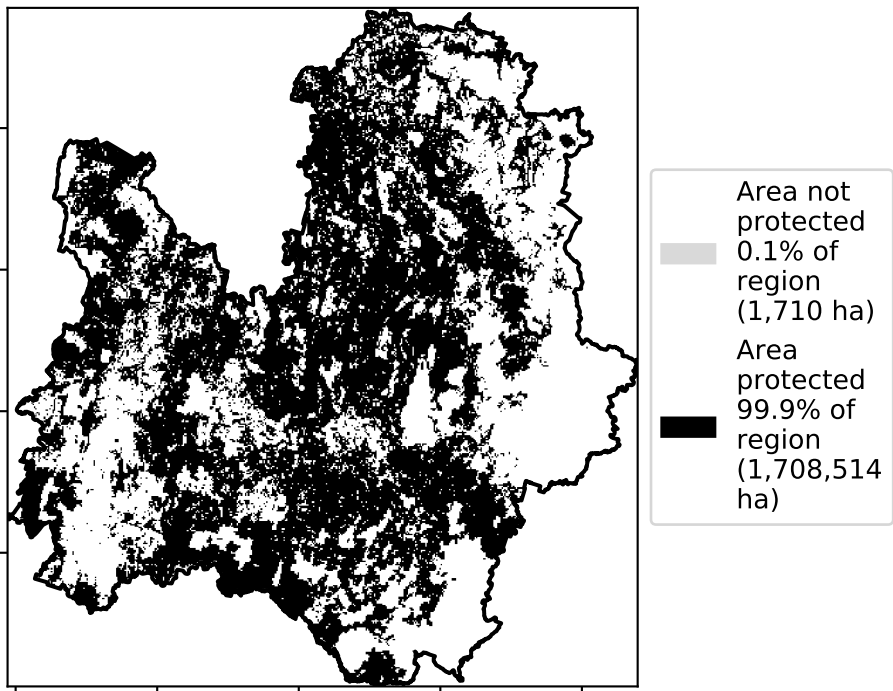 Area not
protected
0.1% of
region
(1,710 ha)
Area
protected
99.9% of
region
(1,708,514
ha)